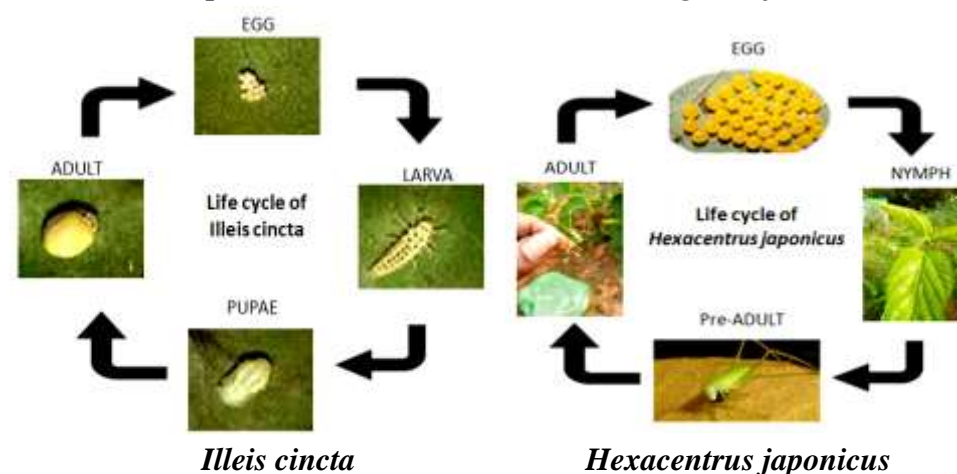 EGG
ADULT
LARVA
Life cycle of
Illeis cincta
PUPAE
EGG
ADULT
NYMPH
Life cycle of
Hexacentrus japonicus
Pre-ADULT
Illeis cincta
Hexacentrus japonicus